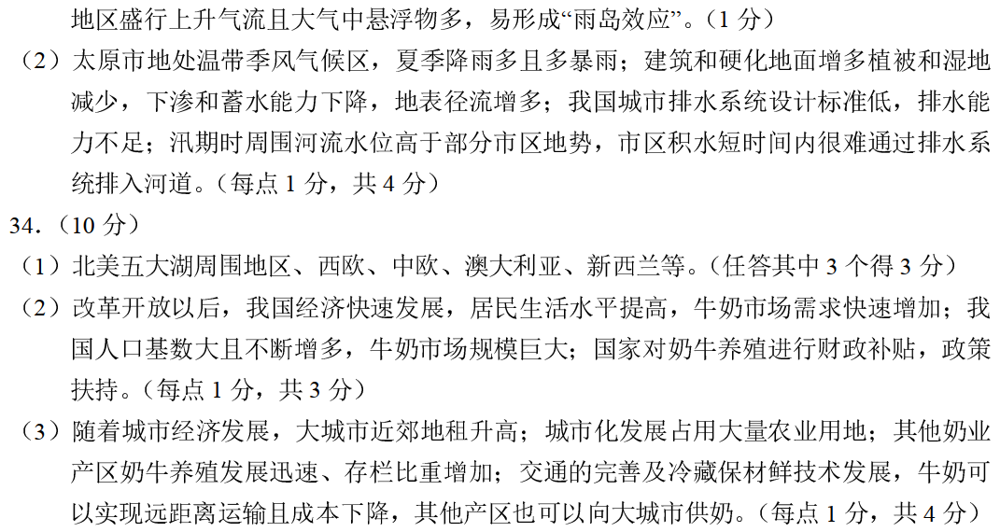 地区盛行上升气流且大气中悬浮物多，易形成“雨岛效应”。（1 分）
（2）太原市地处温带季风气候区，夏季降雨多且多暴雨；建筑和硬化地面增多植被和湿地
减少，下渗和蓄水能力下降，地表径流增多；我国城市排水系统设计标准低，排水能
力不足；汛期时周围河流水位高于部分市区地势，市区积水短时间内很难通过排水系
统排入河道。（每点 1 分，共 4 分）
34．（10 分）
（1）北美五大湖周围地区、西欧、中欧、澳大利亚、新西兰等。（任答其中 3 个得 3 分）
（2）改革开放以后，我国经济快速发展，居民生活水平提高，牛奶市场需求快速增加；我
国人口基数大且不断增多，牛奶市场规模巨大；国家对奶牛养殖进行财政补贴，政策
扶持。（每点 1 分，共 3 分）
（3）随着城市经济发展，大城市近郊地租升高；城市化发展占用大量农业用地；其他奶业
产区奶牛养殖发展迅速、存栏比重增加；交通的完善及冷藏保材鲜技术发展，牛奶可
以实现远距离运输且成本下降，其他产区也可以向大城市供奶。（每点 1 分，共 4 分）